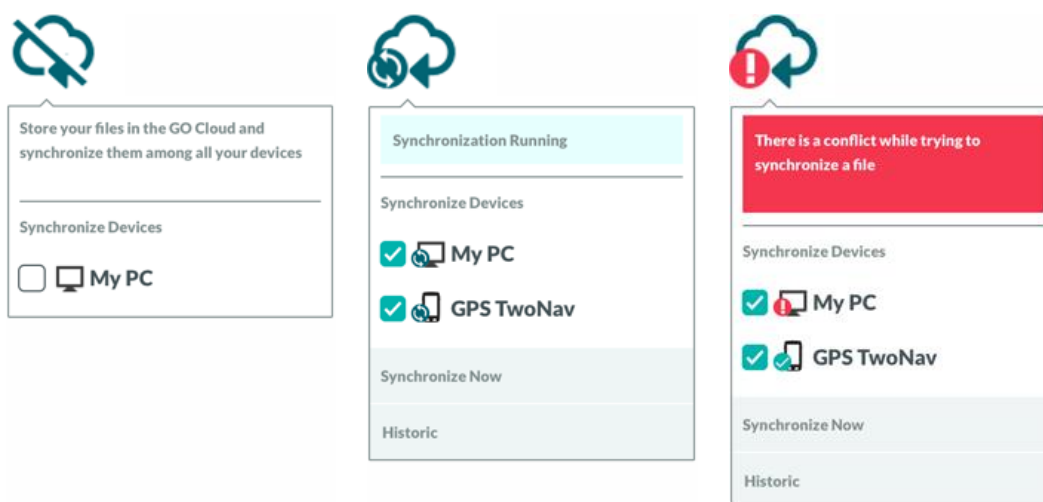 Store your files in the GO Cloud and
synchronize them among all your devices
Synchronize Devices
My PC
Synchronization Running
Synchronize Devices
My PC
GPS TwoNav
Synchronize Now
Historic
There is a conflict while trying to
synchronize a file
Synchronize Devices
My PC
GPS TwoNav
Synchronize Now
Historic